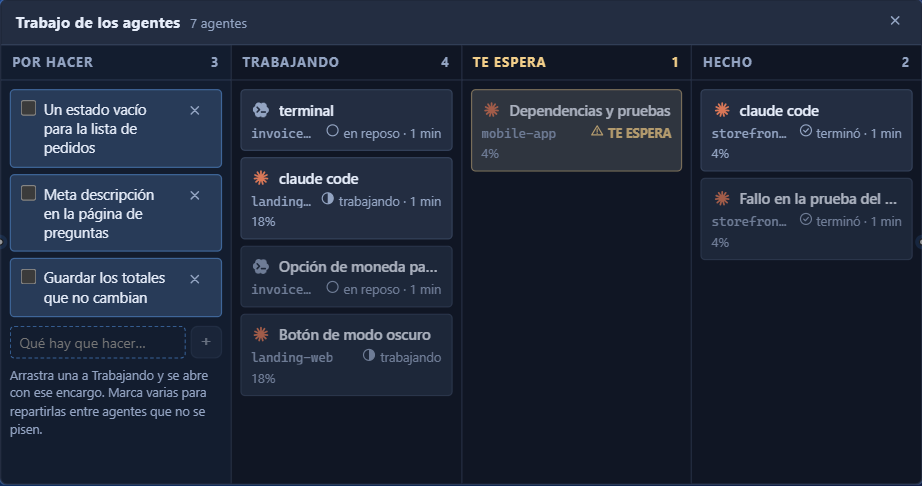 Trabajo de los agentes 7 agentes
POR HACER 3
Un estado vacío
para la lista de
pedidos
Meta descripción
en la página de
preguntas
Guardar los totales
que no cambian
Qué hay que hacer...
Arrastra una a Trabajando y se abre
con ese encargo. Marca varias para
repartirlas entre agentes que no se
pisen.
TRABAJANDO 4
terminal
invoice... en reposo · 1 min
claude code
landing... trabajando · 1 min
18%
Opción de moneda pa...
invoice... en reposo · 1 min
Botón de modo oscuro
landing-web trabajando
18%
TE ESPERA 1
Dependencias y pruebas
mobile-app TE ESPERA
4%
HECHO 2
claude code
storefron... terminó · 1 min
4%
Fallo en la prueba del ...
storefron... terminó · 1 min
4%